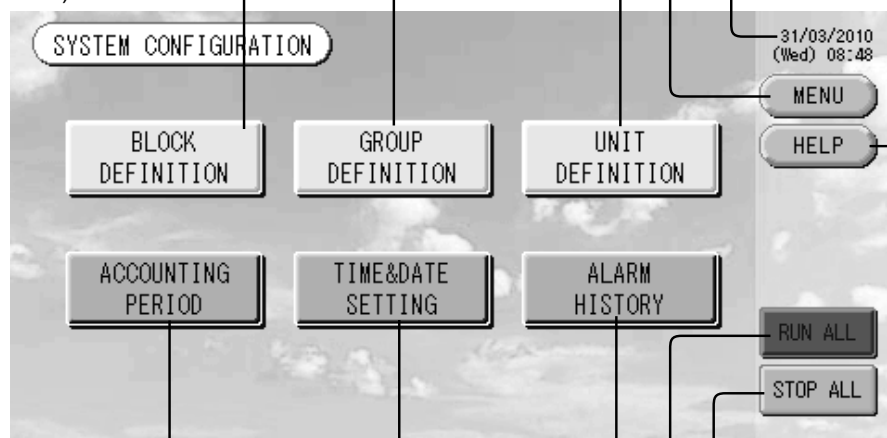 SYSTEM CONFIGURATION
31/03/2010
(Wed) 08:48
MENU
HELP
BLOCK
DEFINITION
GROUP
DEFINITION
UNIT
DEFINITION
ACCOUNTING
PERIOD
TIME&DATE
SETTING
ALARM
HISTORY
RUN ALL
STOP ALL